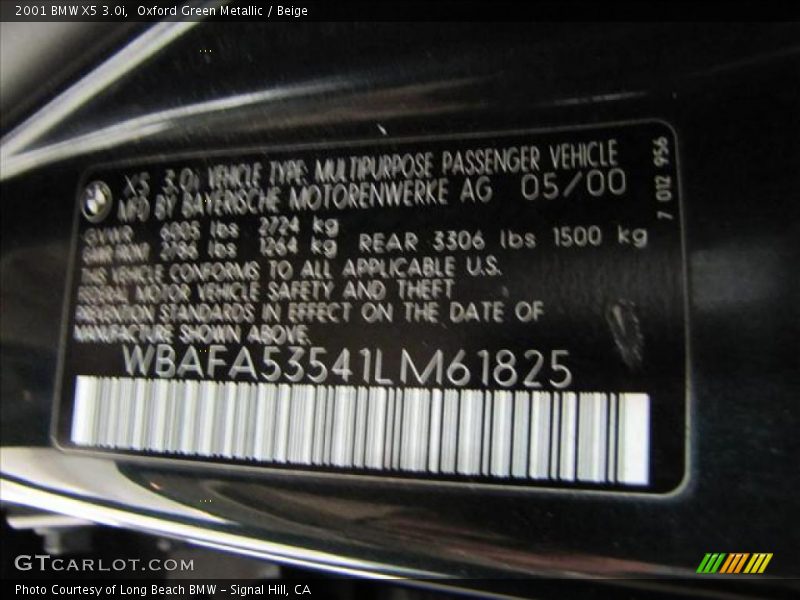 2001 BMW X5 3.0i, Oxford Green Metallic / Beige
X5 3.0i VEHICLE TYPE: MULTIPURPOSE PASSENGER VEHICLE
MFD BY BAYERISCHE MOTORENWERKE AG 05/00
7 012 956
GVWR 6005 lbs 2724 kg
GWR FRONT 2786 lbs 1264 kg REAR 3306 lbs 1500 kg
THIS VEHICLE CONFORMS TO ALL APPLICABLE U.S.
FEDERAL MOTOR VEHICLE SAFETY AND THEFT
PREVENTION STANDARDS IN EFFECT ON THE DATE OF
MANUFACTURE SHOWN ABOVE.
WBAFA53541LM61825
GTCARLOT.COM
Photo Courtesy of Long Beach BMW - Signal Hill, CA